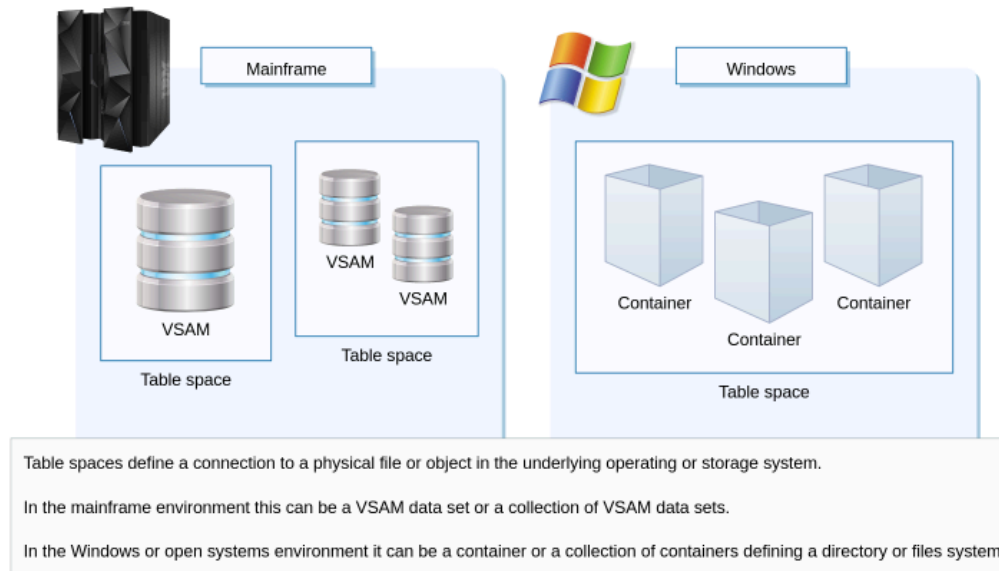 Mainframe
Windows
VSAM
Table space
VSAM
VSAM
Table space
Container
Container
Container
Table space
Table spaces define a connection to a physical file or object in the underlying operating or storage system.
In the mainframe environment this can be a VSAM data set or a collection of VSAM data sets.
In the Windows or open systems environment it can be a container or a collection of containers defining a directory or files system